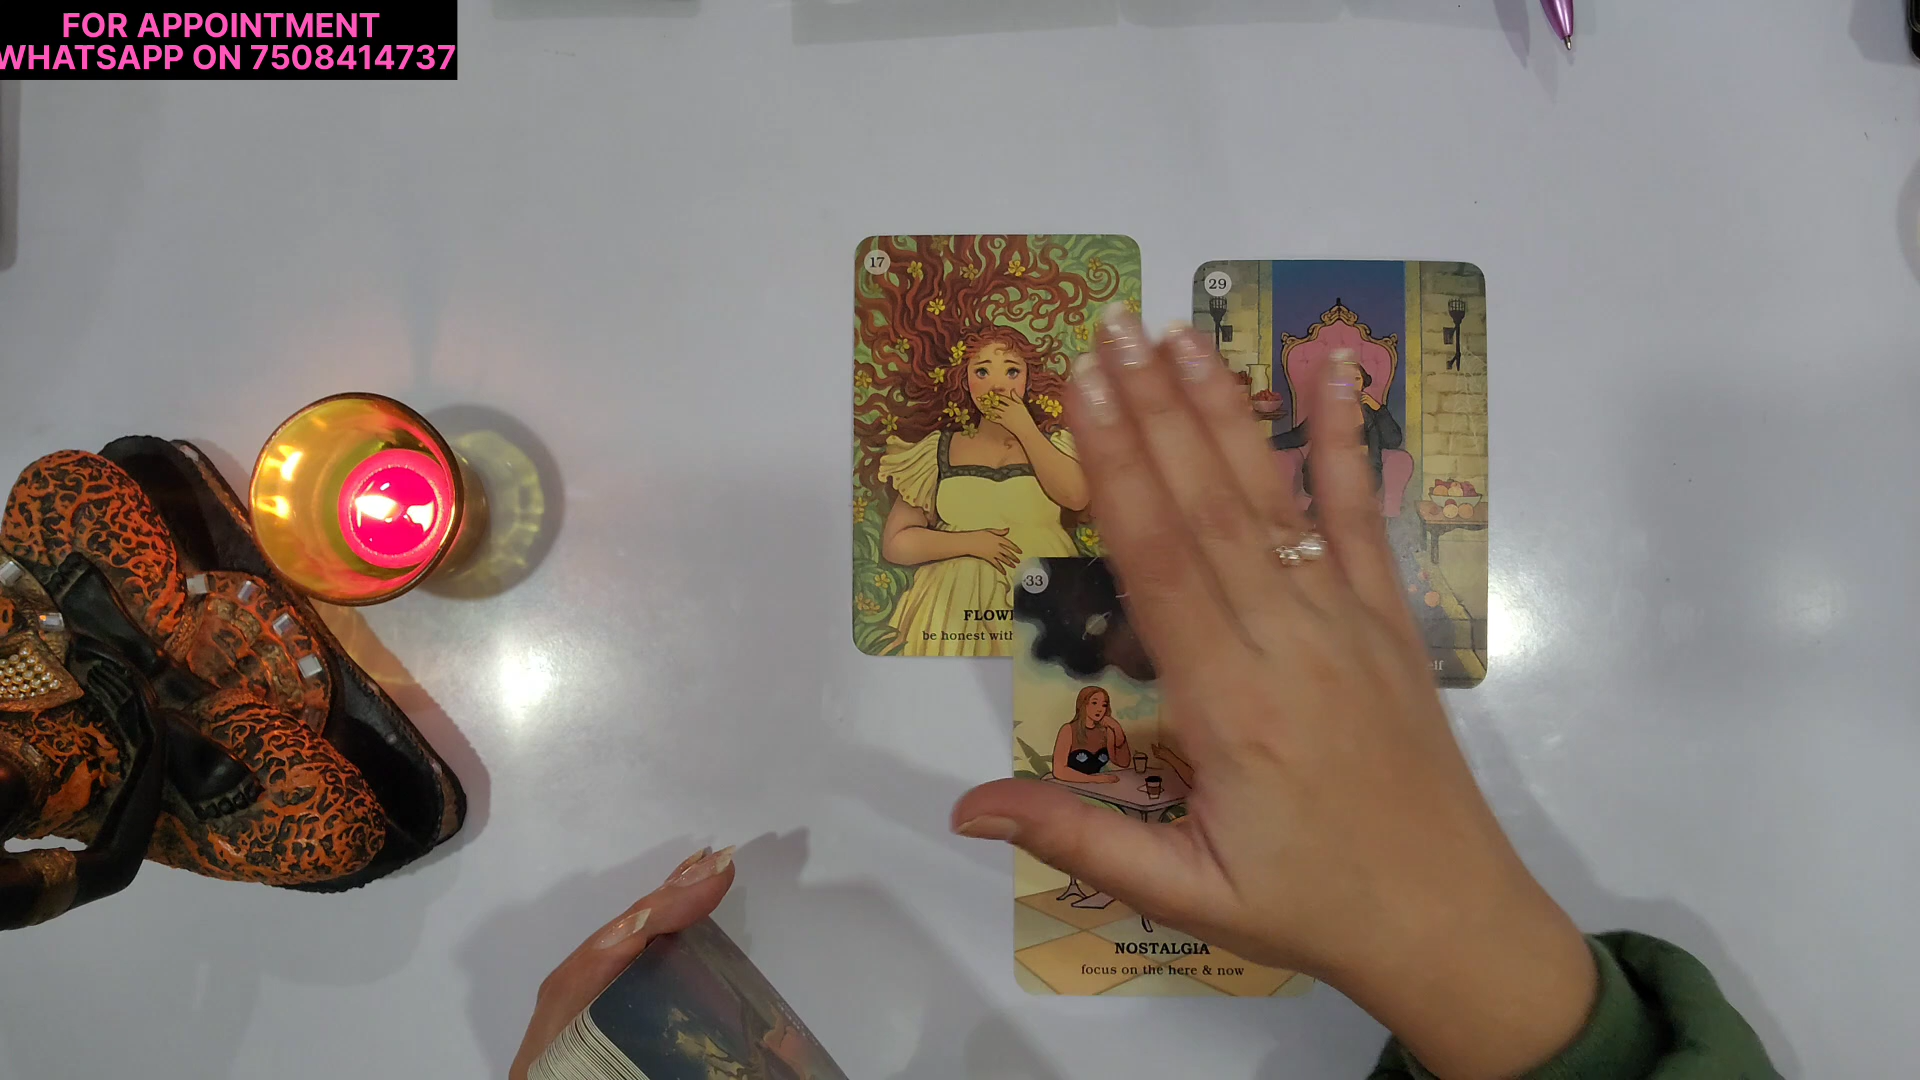 FOR APPOINTMENT
WHATSAPP ON 7508414737
17
29
be honest with
33
NOSTALGIA
focus on the here & now